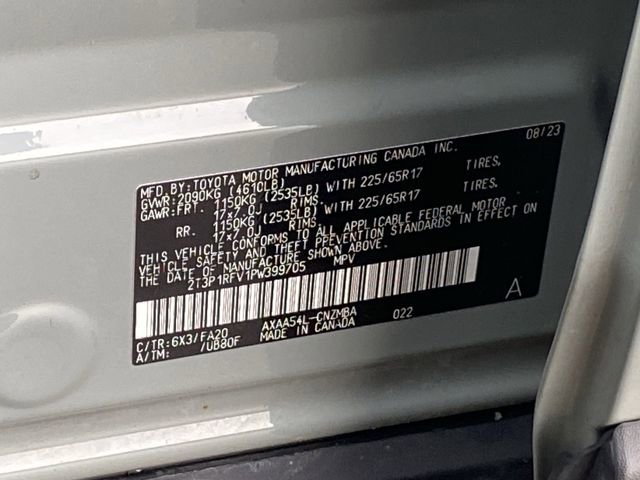 MFD.BY:TOYOTA MOTOR MANUFACTURING CANADA INC. 08/23
GVWR:2090KG (4610LB)
GAWR:FRT. 1150KG (2535LB) WITH 225/65R17 TIRES,
17x7.0J RIMS.
RR. 1150KG (2535LB) WITH 225/65R17 TIRES,
17x7.0J RIMS.
THIS VEHICLE CONFORMS TO ALL APPLICABLE FEDERAL MOTOR
VEHICLE SAFETY AND THEFT PREVENTION STANDARDS IN EFFECT ON
THE DATE OF MANUFACTURE SHOWN ABOVE.
2T3P1RFV1PW399705 MPV
A
C/TR:6X3/FA20 AXAA54L-CNZMBA 022
A/TM: /UB80F MADE IN CANADA